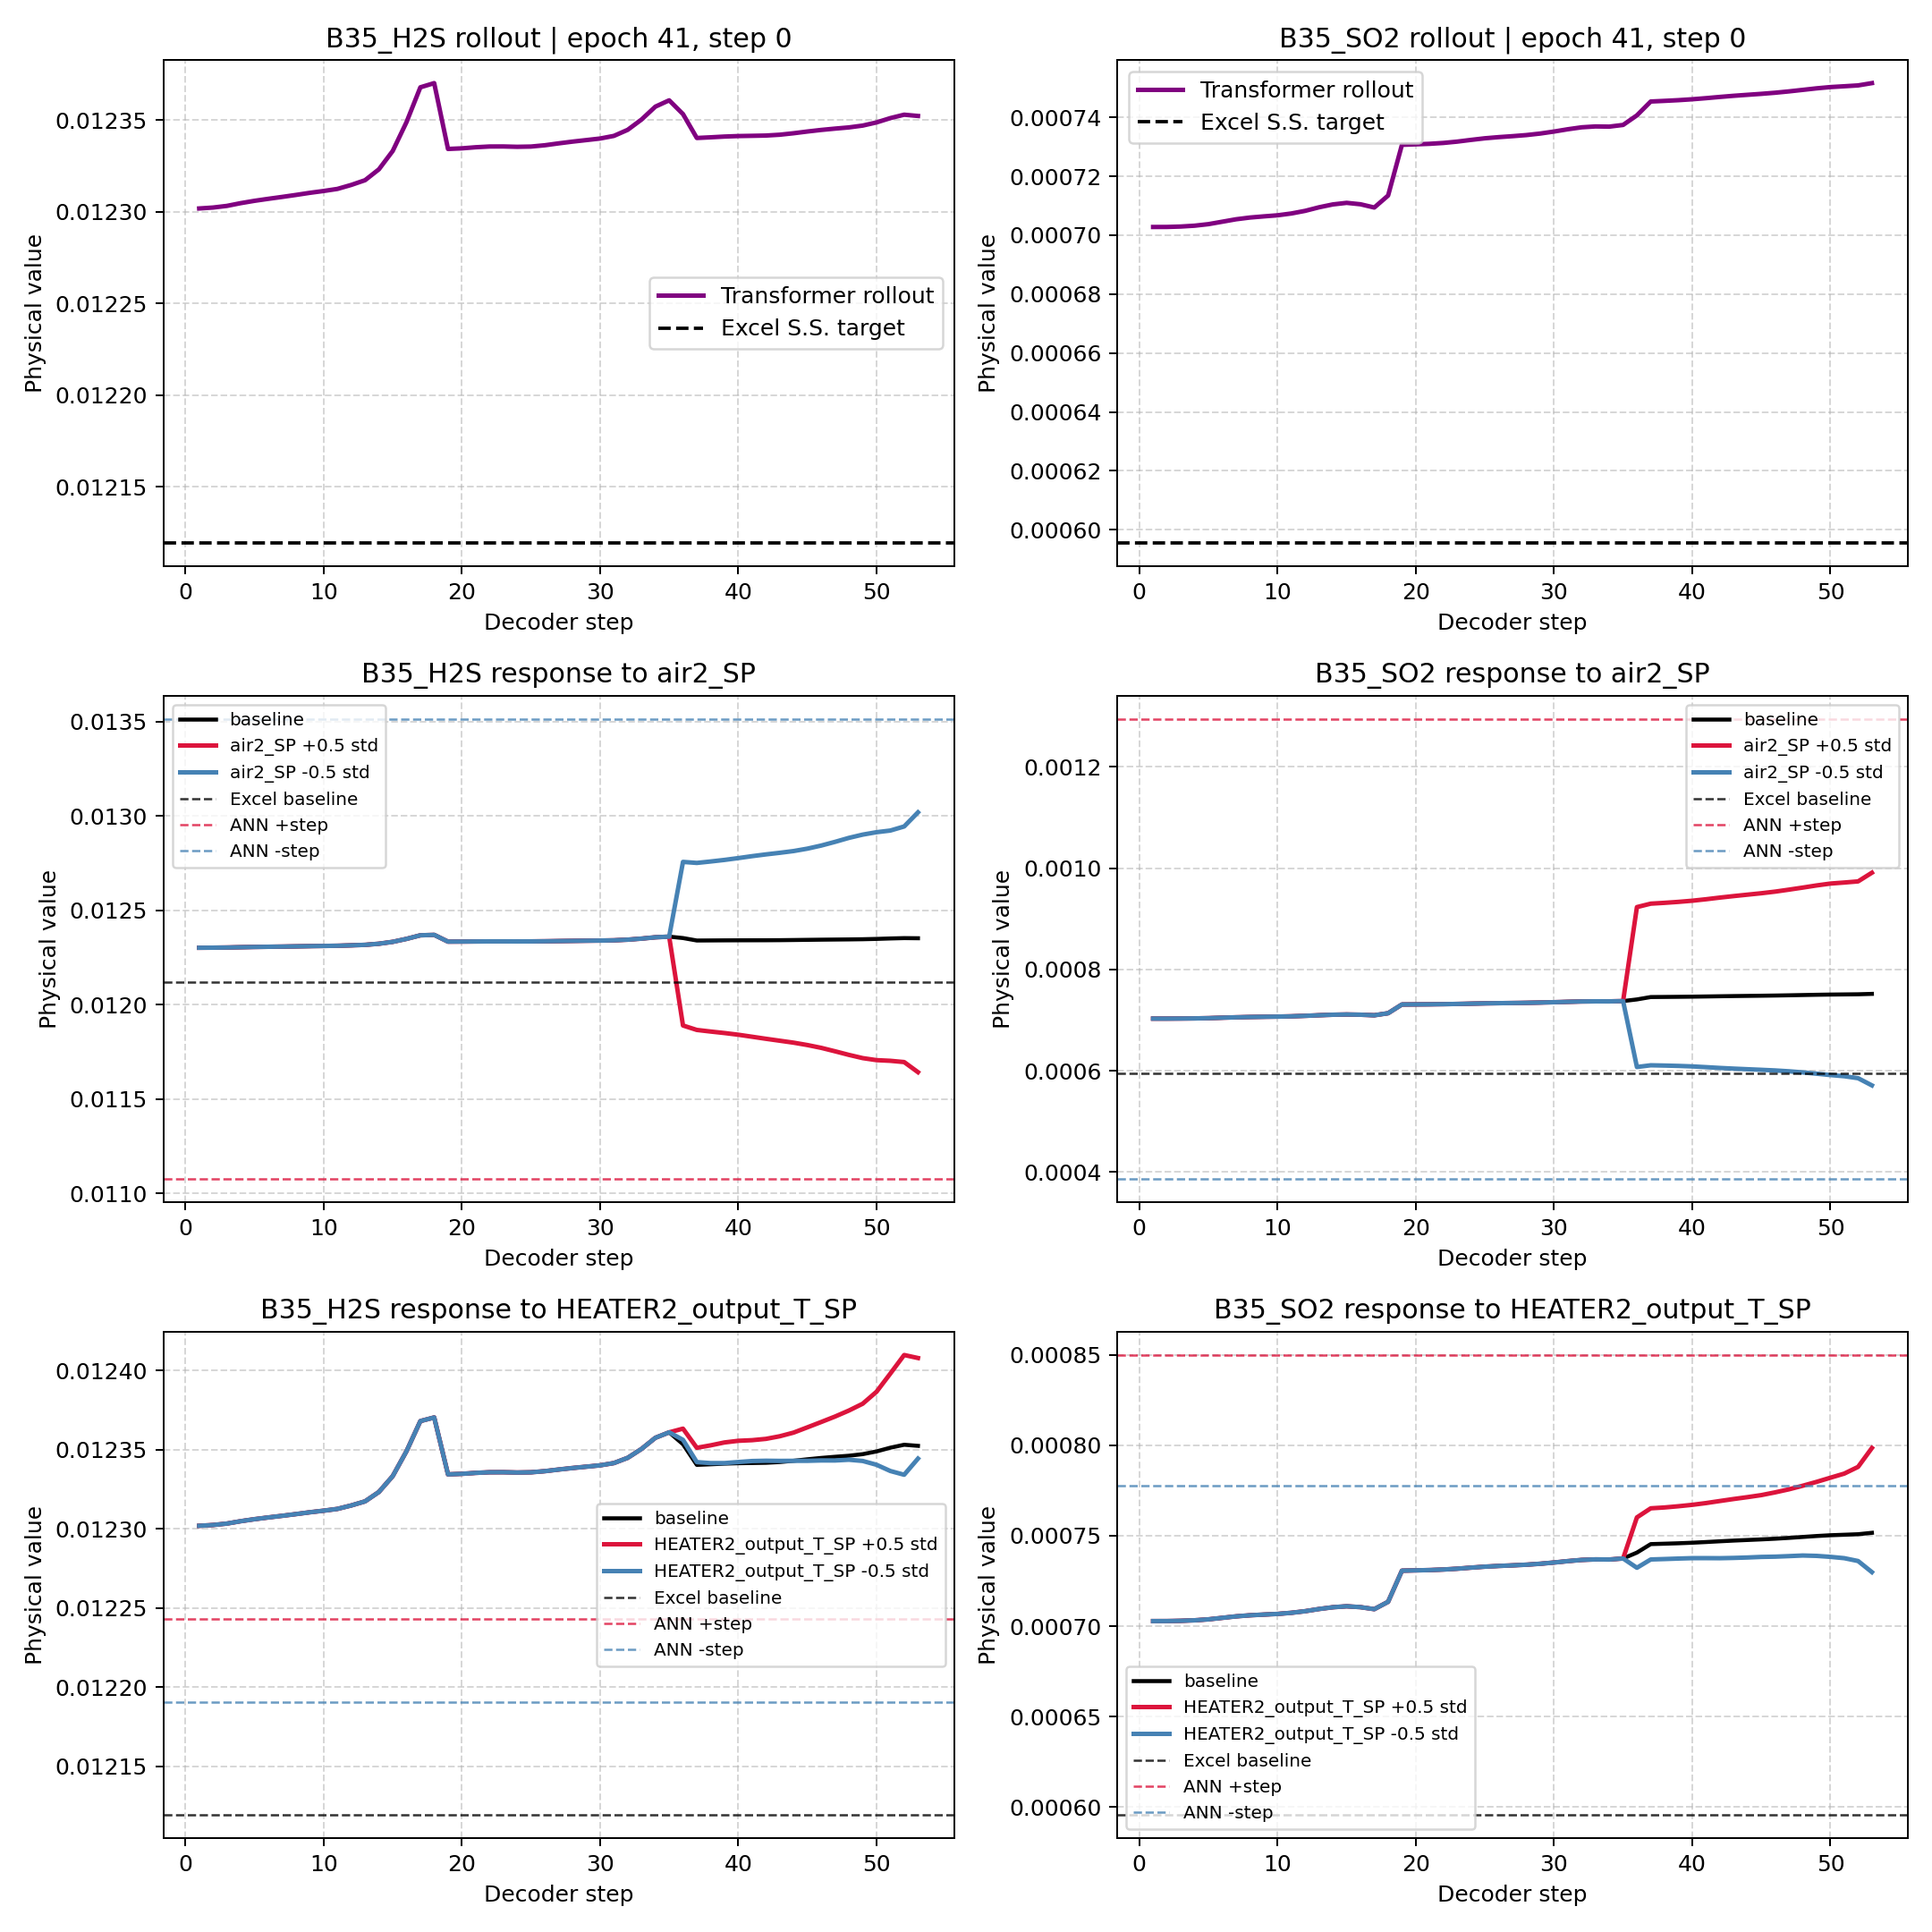 B35_H2S rollout | epoch 41, step 0
Physical value
0.01235
0.01230
0.01225
0.01220
0.01215
Transformer rollout
Excel S.S. target
0 10 20 30 40 50
Decoder step
B35_SO2 rollout | epoch 41, step 0
Physical value
0.00074
0.00072
0.00070
0.00068
0.00066
0.00064
0.00062
0.00060
Transformer rollout
Excel S.S. target
0 10 20 30 40 50
Decoder step
B35_H2S response to air2_SP
Physical value
0.0135
0.0130
0.0125
0.0120
0.0115
0.0110
baseline
air2_SP +0.5 std
air2_SP -0.5 std
Excel baseline
ANN +step
ANN -step
0 10 20 30 40 50
Decoder step
B35_SO2 response to air2_SP
Physical value
0.0012
0.0010
0.0008
0.0006
0.0004
baseline
air2_SP +0.5 std
air2_SP -0.5 std
Excel baseline
ANN +step
ANN -step
0 10 20 30 40 50
Decoder step
B35_H2S response to HEATER2_output_T_SP
Physical value
0.01240
0.01235
0.01230
0.01225
0.01220
0.01215
baseline
HEATER2_output_T_SP +0.5 std
HEATER2_output_T_SP -0.5 std
Excel baseline
ANN +step
ANN -step
0 10 20 30 40 50
Decoder step
B35_SO2 response to HEATER2_output_T_SP
Physical value
0.00085
0.00080
0.00075
0.00070
0.00065
0.00060
baseline
HEATER2_output_T_SP +0.5 std
HEATER2_output_T_SP -0.5 std
Excel baseline
ANN +step
ANN -step
0 10 20 30 40 50
Decoder step